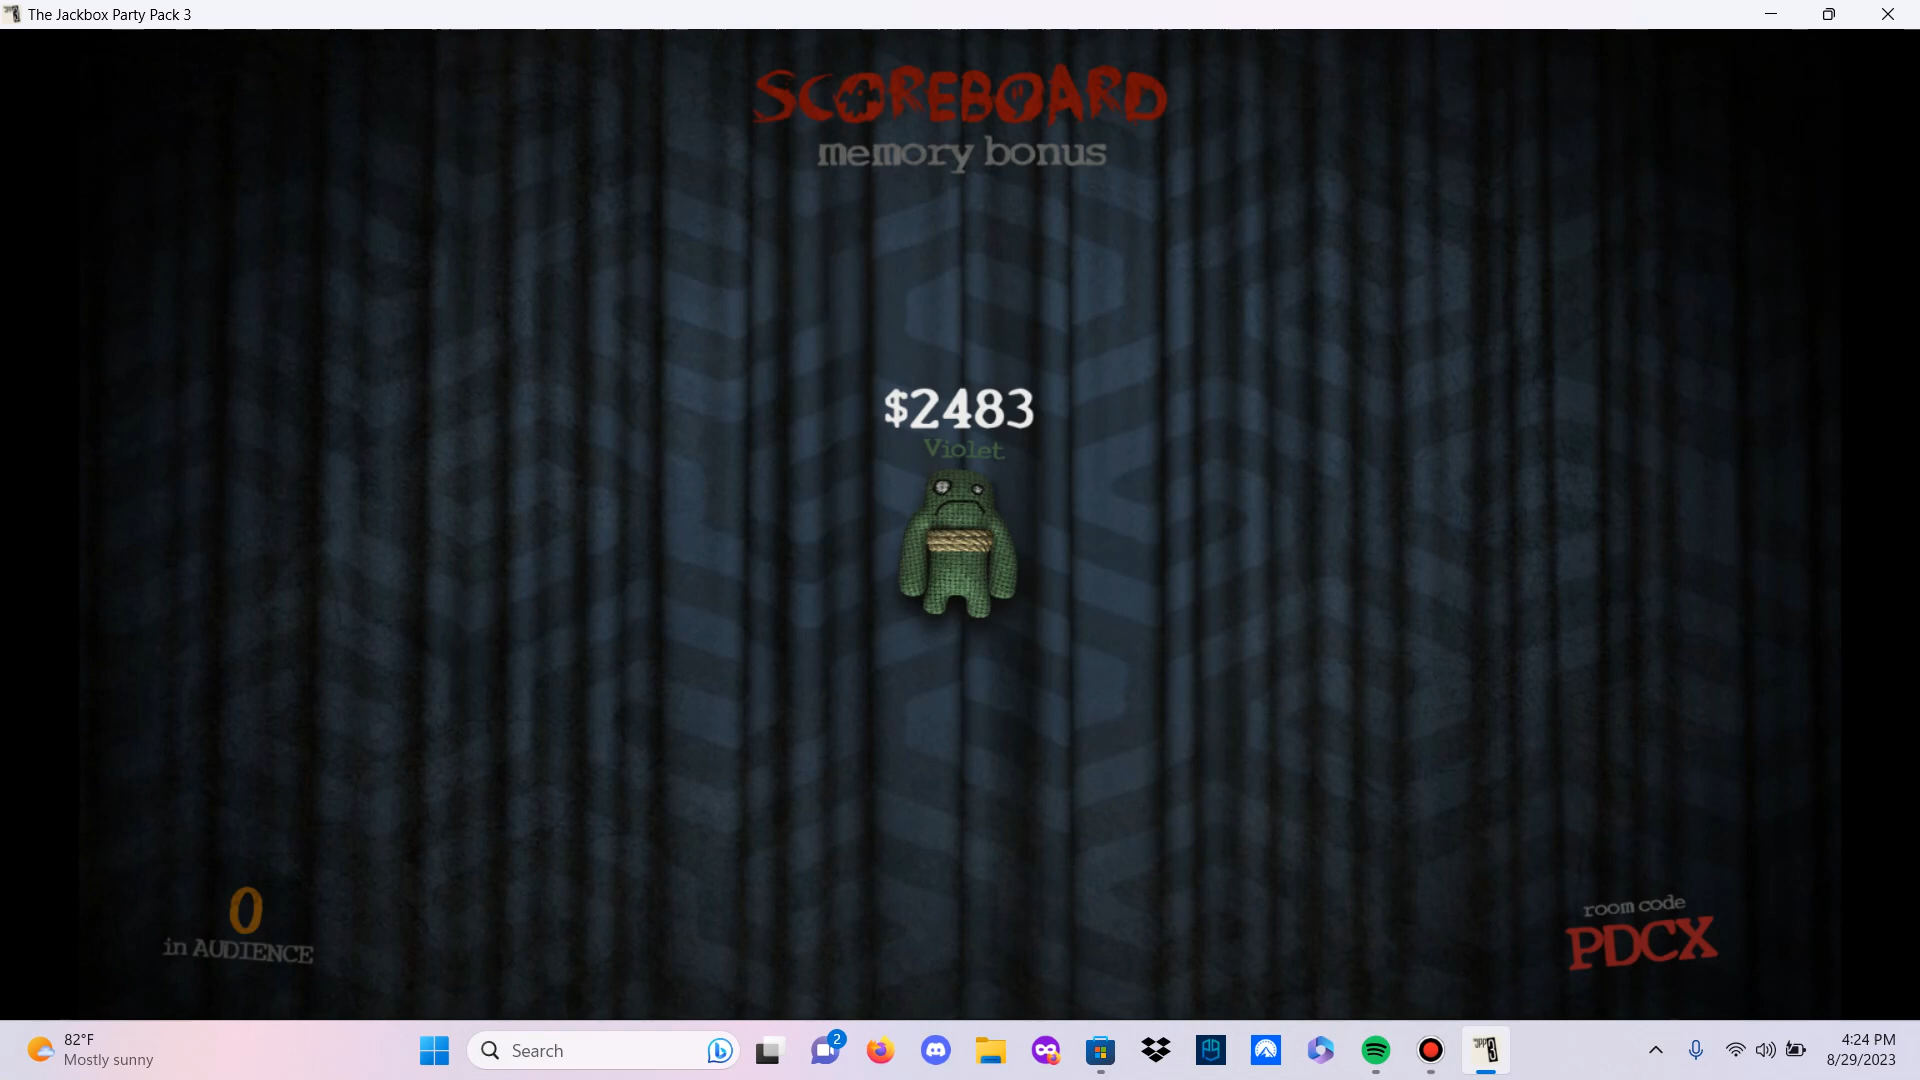 The Jackbox Party Pack 3
SCOREBOARD
memory bonus
$2483
Violet
0
in AUDIENCE
room code
PDCX
82°F
Mostly sunny
Search
2
4:24 PM
8/29/2023